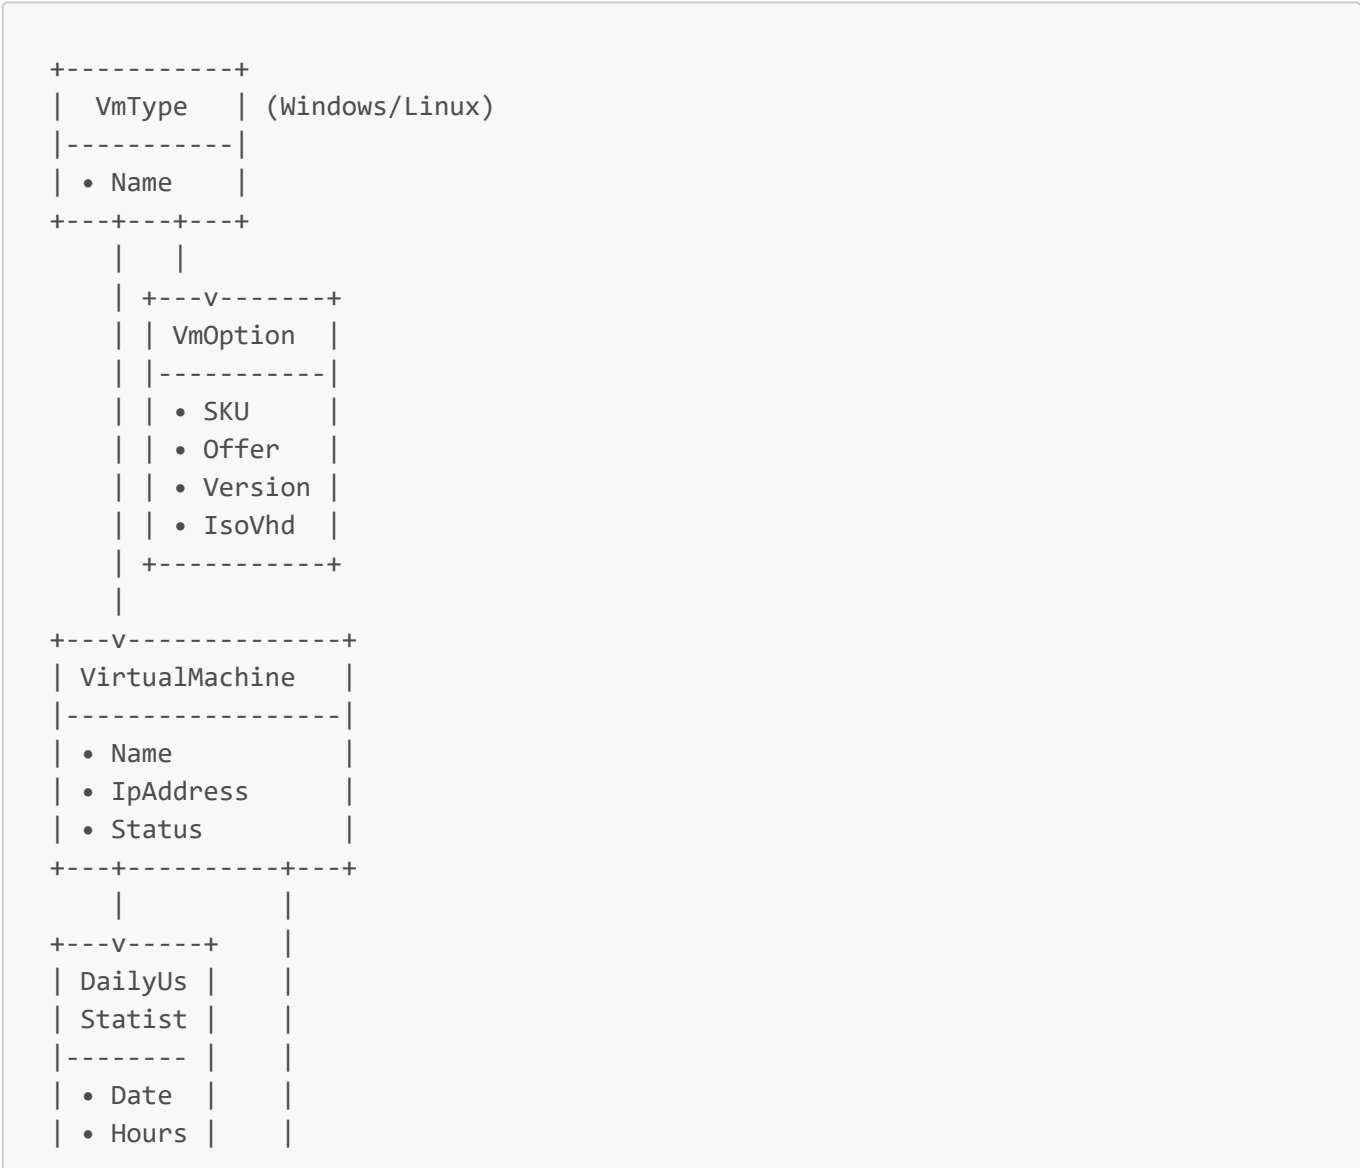 +-----------+
|  VmType   | (Windows/Linux)
|-----------|
| • Name    |
+---+---+---+
    |   |
    | +---v-------+
    | | VmOption  |
    | |-----------|
    | | • SKU     |
    | | • Offer   |
    | | • Version |
    | | • IsoVhd  |
    | +-----------+
    |
+---v--------------+
| VirtualMachine   |
|------------------|
| • Name           |
| • IpAddress      |
| • Status         |
+---+----------+---+
    |          |
+---v-----+    |
| DailyUs |    |
| Statist |    |
|-------- |    |
| • Date  |    |
| • Hours |    |